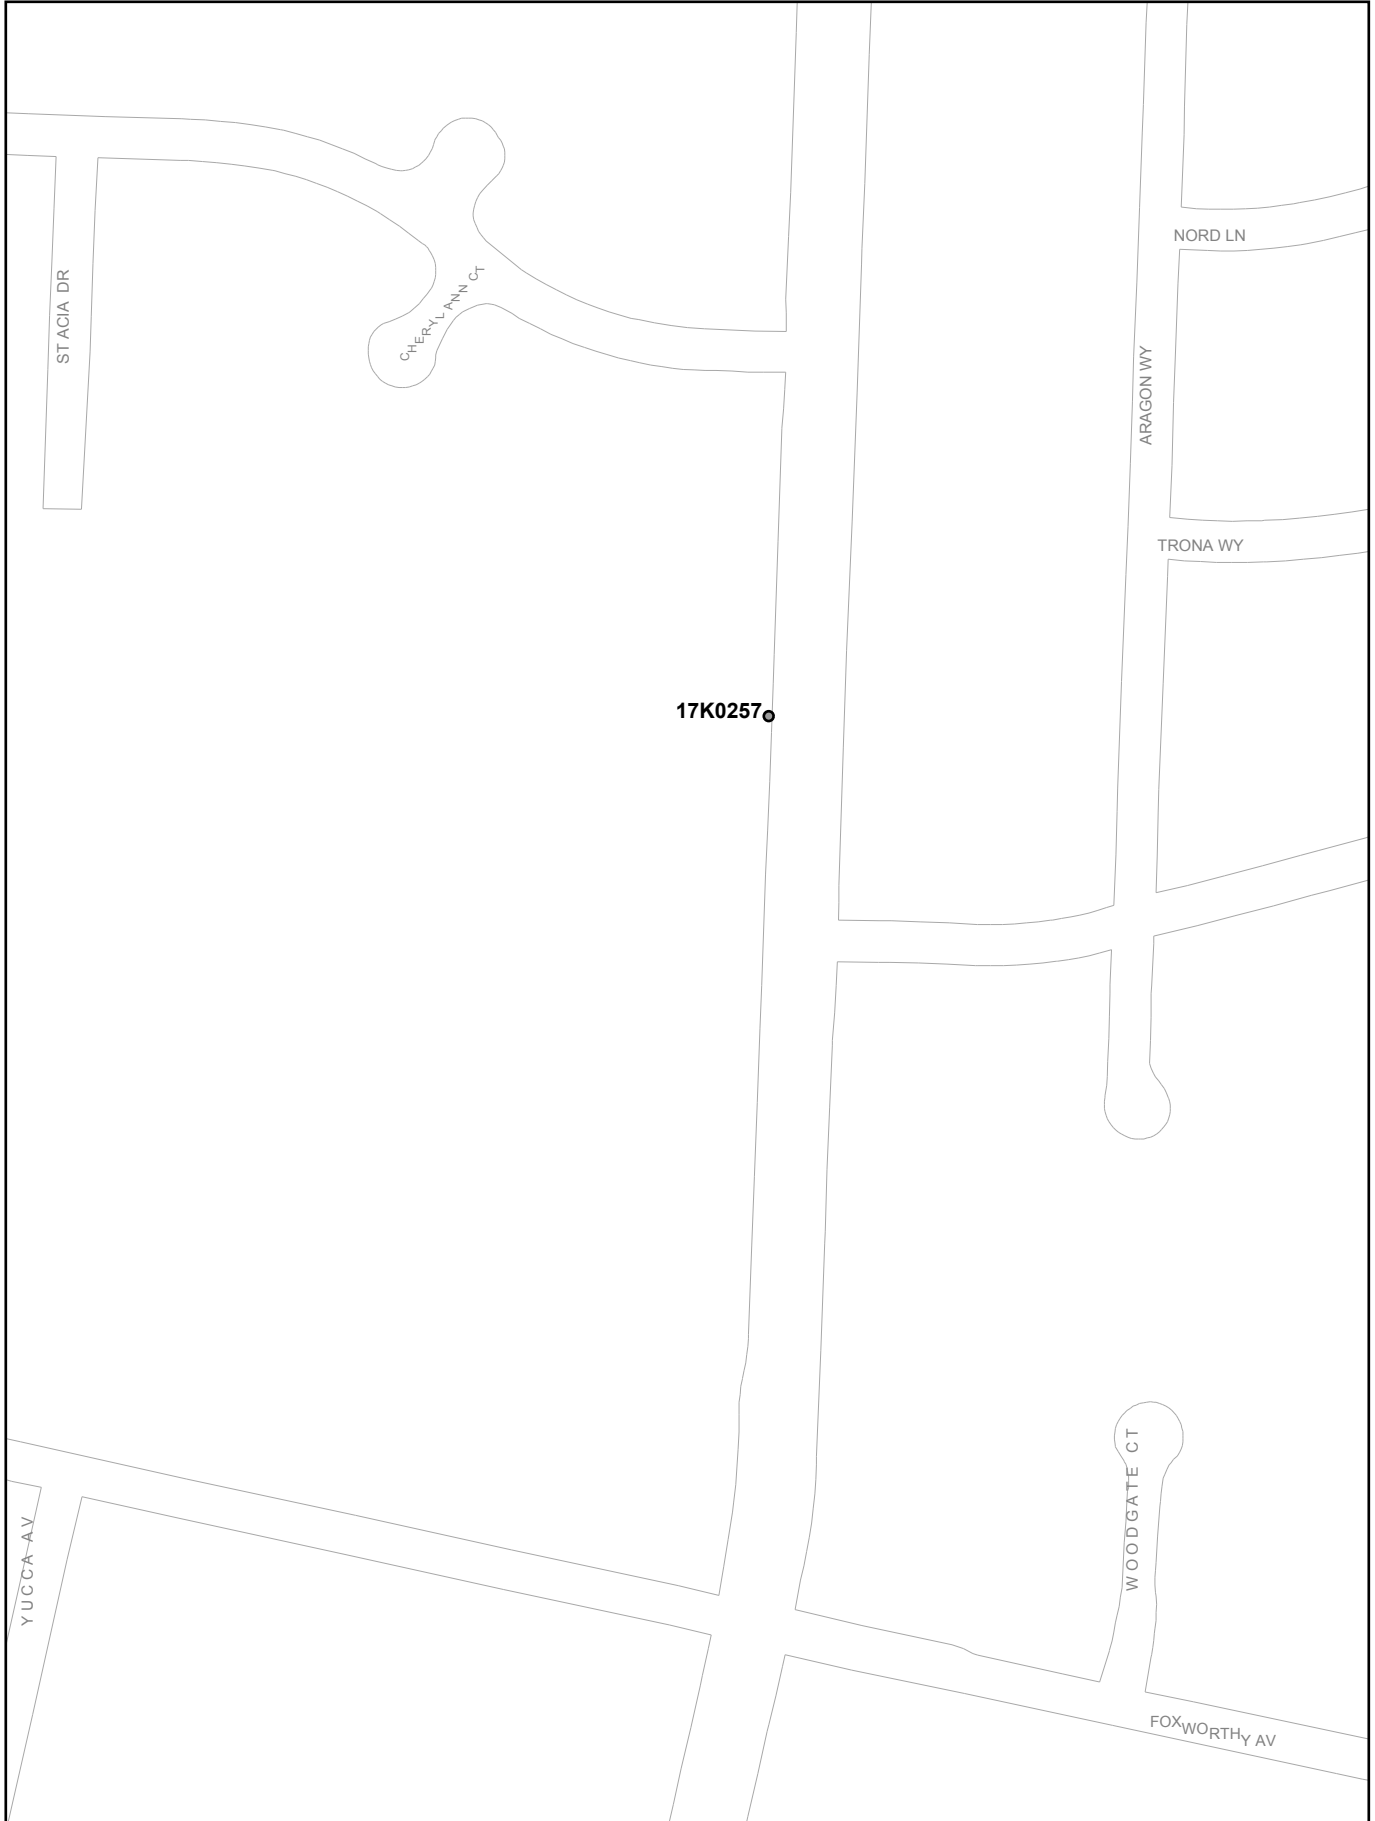 NORD LN
ST ACIA DR
CHERYL ANN CT
ARAGON WY
TRONA WY
17K0257
WOODGATE CT
YUCCA AV
FOXWORTHY AV